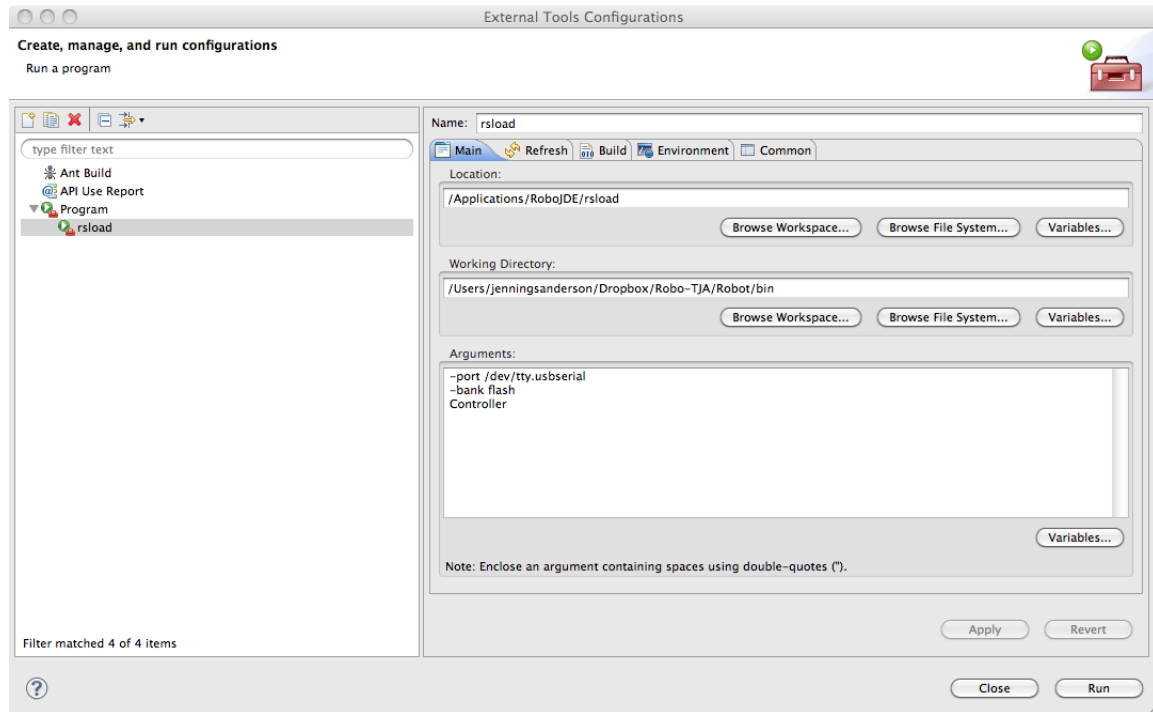 External Tools Configurations
Create, manage, and run configurations
Run a program
type filter text
Ant Build
API Use Report
Program
rsload
Filter matched 4 of 4 items
Name: rsload
Main Refresh Build Environment Common
Location:
/Applications/RoboJDE/rsload
Browse Workspace... Browse File System... Variables...
Working Directory:
/Users/jenningsanderson/Dropbox/Robo-TJA/Robot/bin
Browse Workspace... Browse File System... Variables...
Arguments:
-port /dev/tty.usbserial
-bank flash
Controller
Variables...
Note: Enclose an argument containing spaces using double-quotes (").
Apply Revert
? Close Run